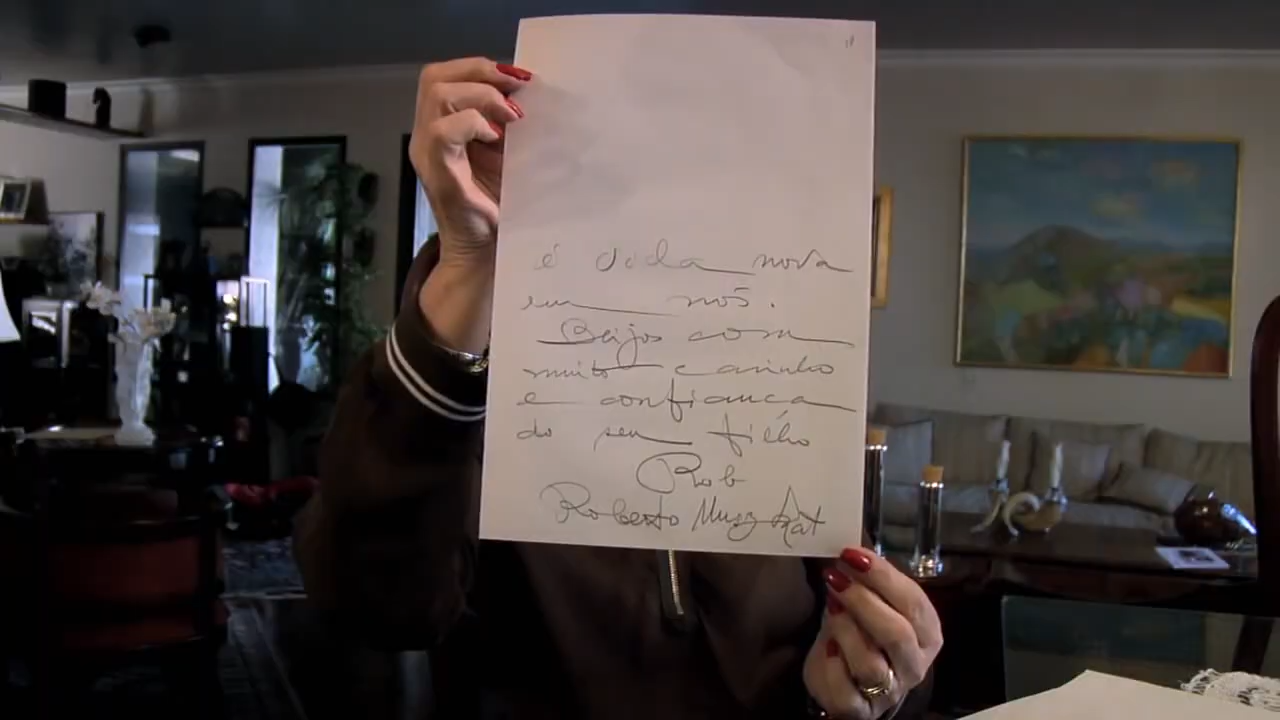 é vida nova
em nós.
Beijos com
muito carinho
e confiança
do seu filho
Rob
Roberto Muszkat